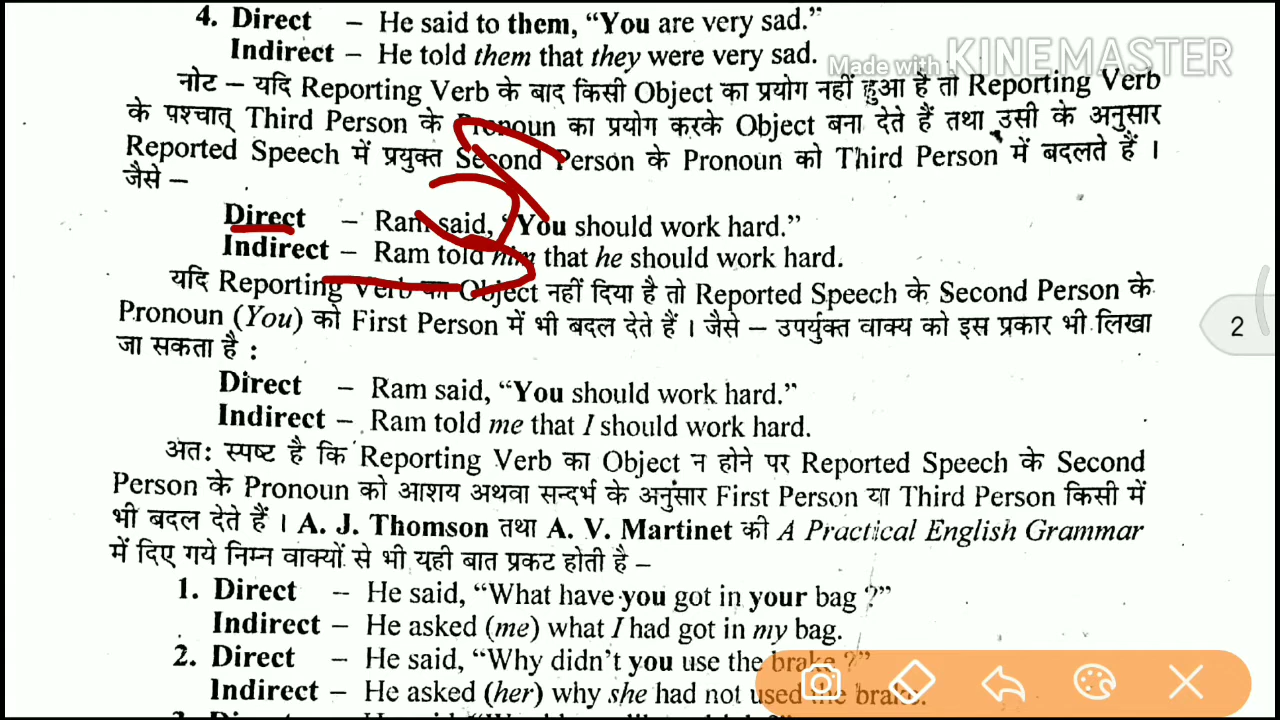 4. Direct – He said to them, “You are very sad.”
Indirect – He told them that they were very sad.
Made with KINEMASTER
नोट – यदि Reporting Verb के बाद किसी Object का प्रयोग नहीं हुआ है तो Reporting Verb
के पश्चात् Third Person के Pronoun का प्रयोग करके Object बना देते हैं तथा उसी के अनुसार
Reported Speech में प्रयुक्त Second Person के Pronoun को Third Person में बदलते हैं ।
जैसे –
Direct – Ram said, “You should work hard.”
Indirect – Ram told him that he should work hard.
यदि Reporting Verb का Object नहीं दिया है तो Reported Speech के Second Person के
Pronoun (You) को First Person में भी बदल देते हैं । जैसे – उपर्युक्त वाक्य को इस प्रकार भी लिखा
जा सकता है :
2
Direct – Ram said, “You should work hard.”
Indirect – Ram told me that I should work hard.
अतः स्पष्ट है कि Reporting Verb का Object न होने पर Reported Speech के Second
Person के Pronoun को आशय अथवा सन्दर्भ के अनुसार First Person या Third Person किसी में
भी बदल देते हैं । A. J. Thomson तथा A. V. Martinet की A Practical English Grammar
में दिए गये निम्न वाक्यों से भी यही बात प्रकट होती है –
1. Direct – He said, “What have you got in your bag ?”
Indirect – He asked (me) what I had got in my bag.
2. Direct – He said, “Why didn’t you use the brake ?”
Indirect – He asked (her) why she had not used the brake.